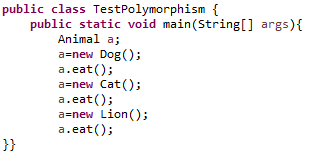 public class TestPolymorphism {
    public static void main(String[] args){
        Animal a;
        a=new Dog();
        a.eat();
        a=new Cat();
        a.eat();
        a=new Lion();
        a.eat();
}}